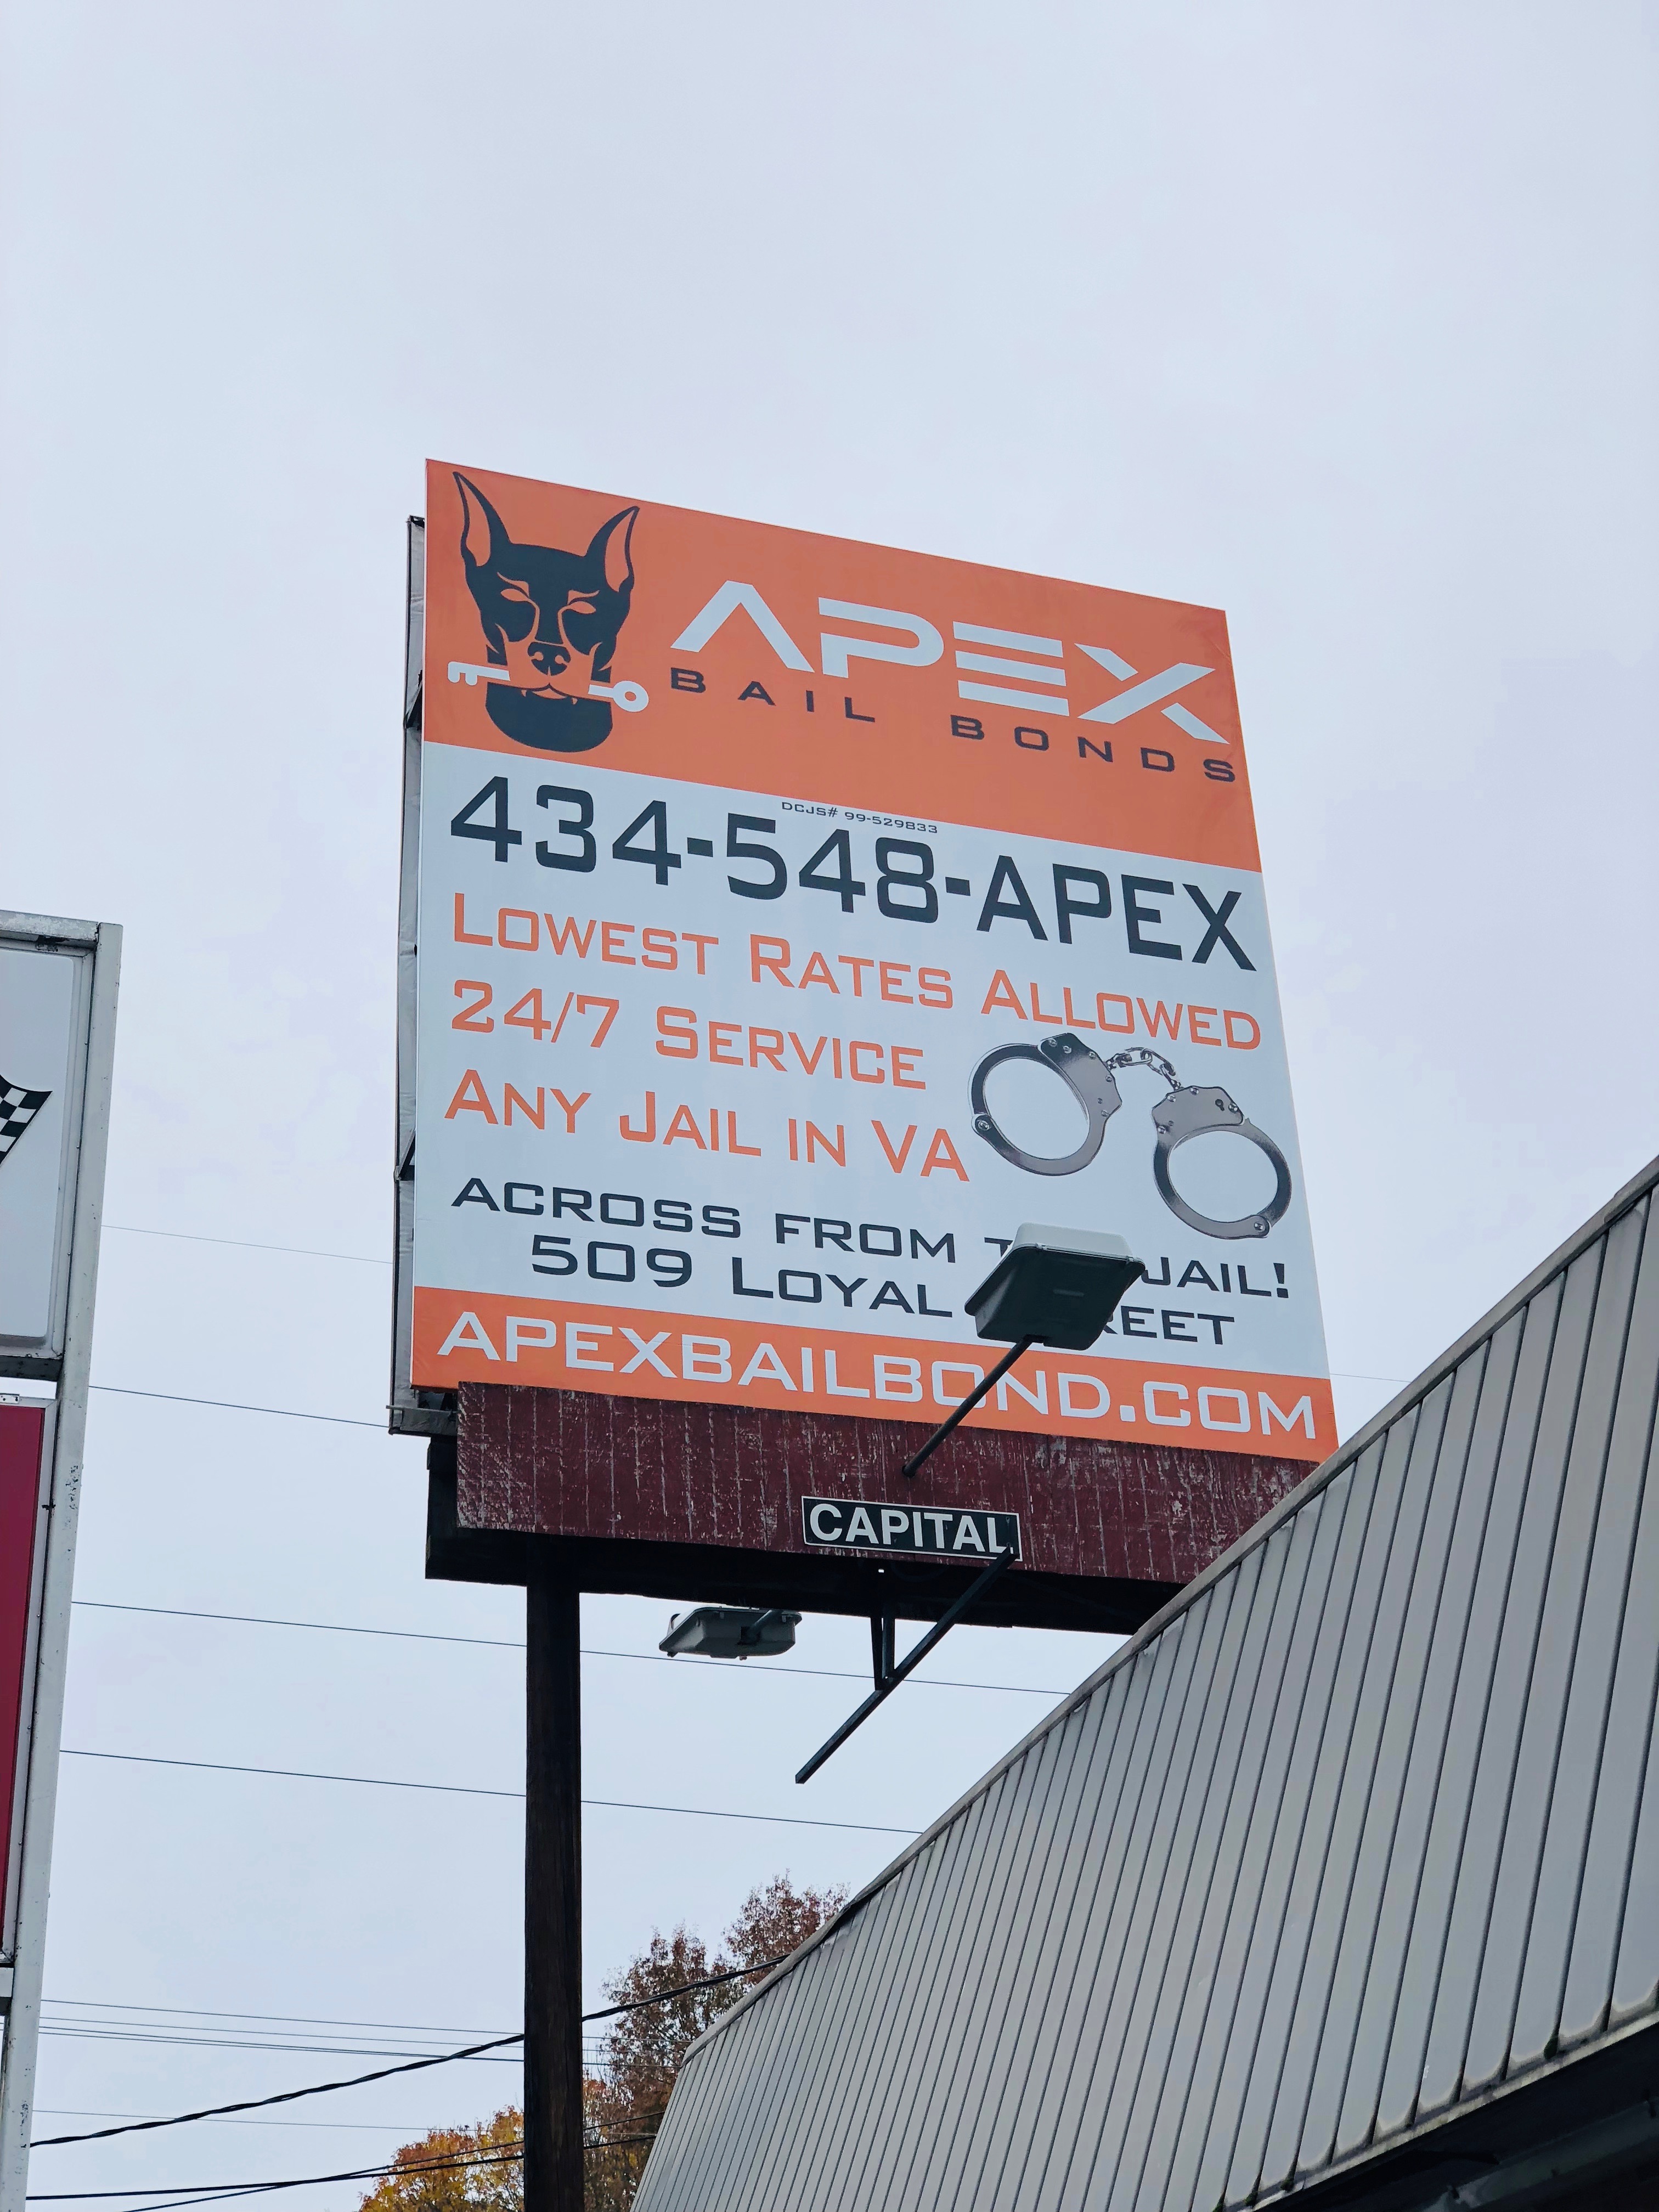 APEX
BAIL BONDS
DCJS# 99-529833
434-548-APEX
LOWEST RATES ALLOWED
24/7 SERVICE
ANY JAIL IN VA
ACROSS FROM JAIL!
509 LOYAL
APEXBAILBOND.COM
CAPITAL